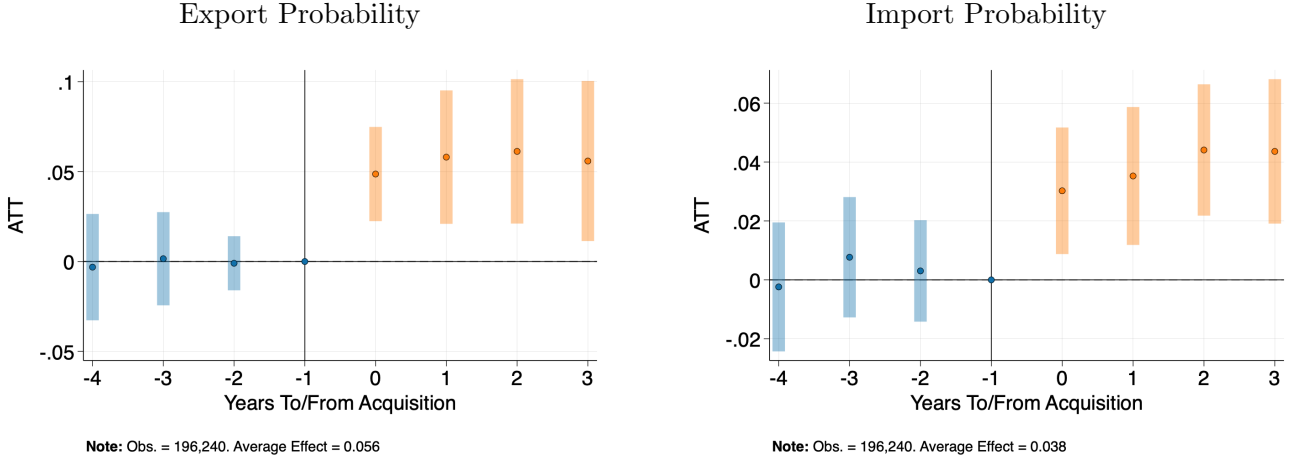 Export Probability
.1
.05
0
-.05
ATT
-4 -3 -2 -1 0 1 2 3
Years To/From Acquisition
Note: Obs. = 196,240. Average Effect = 0.056
Import Probability
.06
.04
.02
0
-.02
ATT
-4 -3 -2 -1 0 1 2 3
Years To/From Acquisition
Note: Obs. = 196,240. Average Effect = 0.038